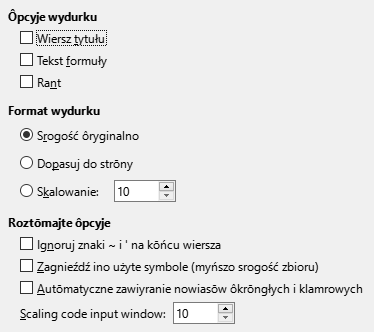 Ôpcyje wydurku
Wiersz tytułu
Tekst formuły
Rant
Format wydurku
Srogość ôryginalno
Dopasuj do strōny
Skalowanie: 10
Roztōmajte ôpcyje
Ignoruj znaki ~ i ' na kōńcu wiersza
Zagnieździ ino użyte symbole (myńszo srogość zbioru)
Autōmatyczne zawiyranie nowiasōw ôkrōngłych i klamrowych
Scaling code input window: 10